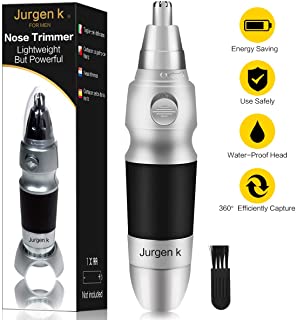 Jurgen k
FOR MEN
Nose Trimmer
Lightweight
But Powerful
1 X AA
Not included
Jurgen k
Energy Saving
Use Safely
Water-Proof Head
360° Efficiently Capture